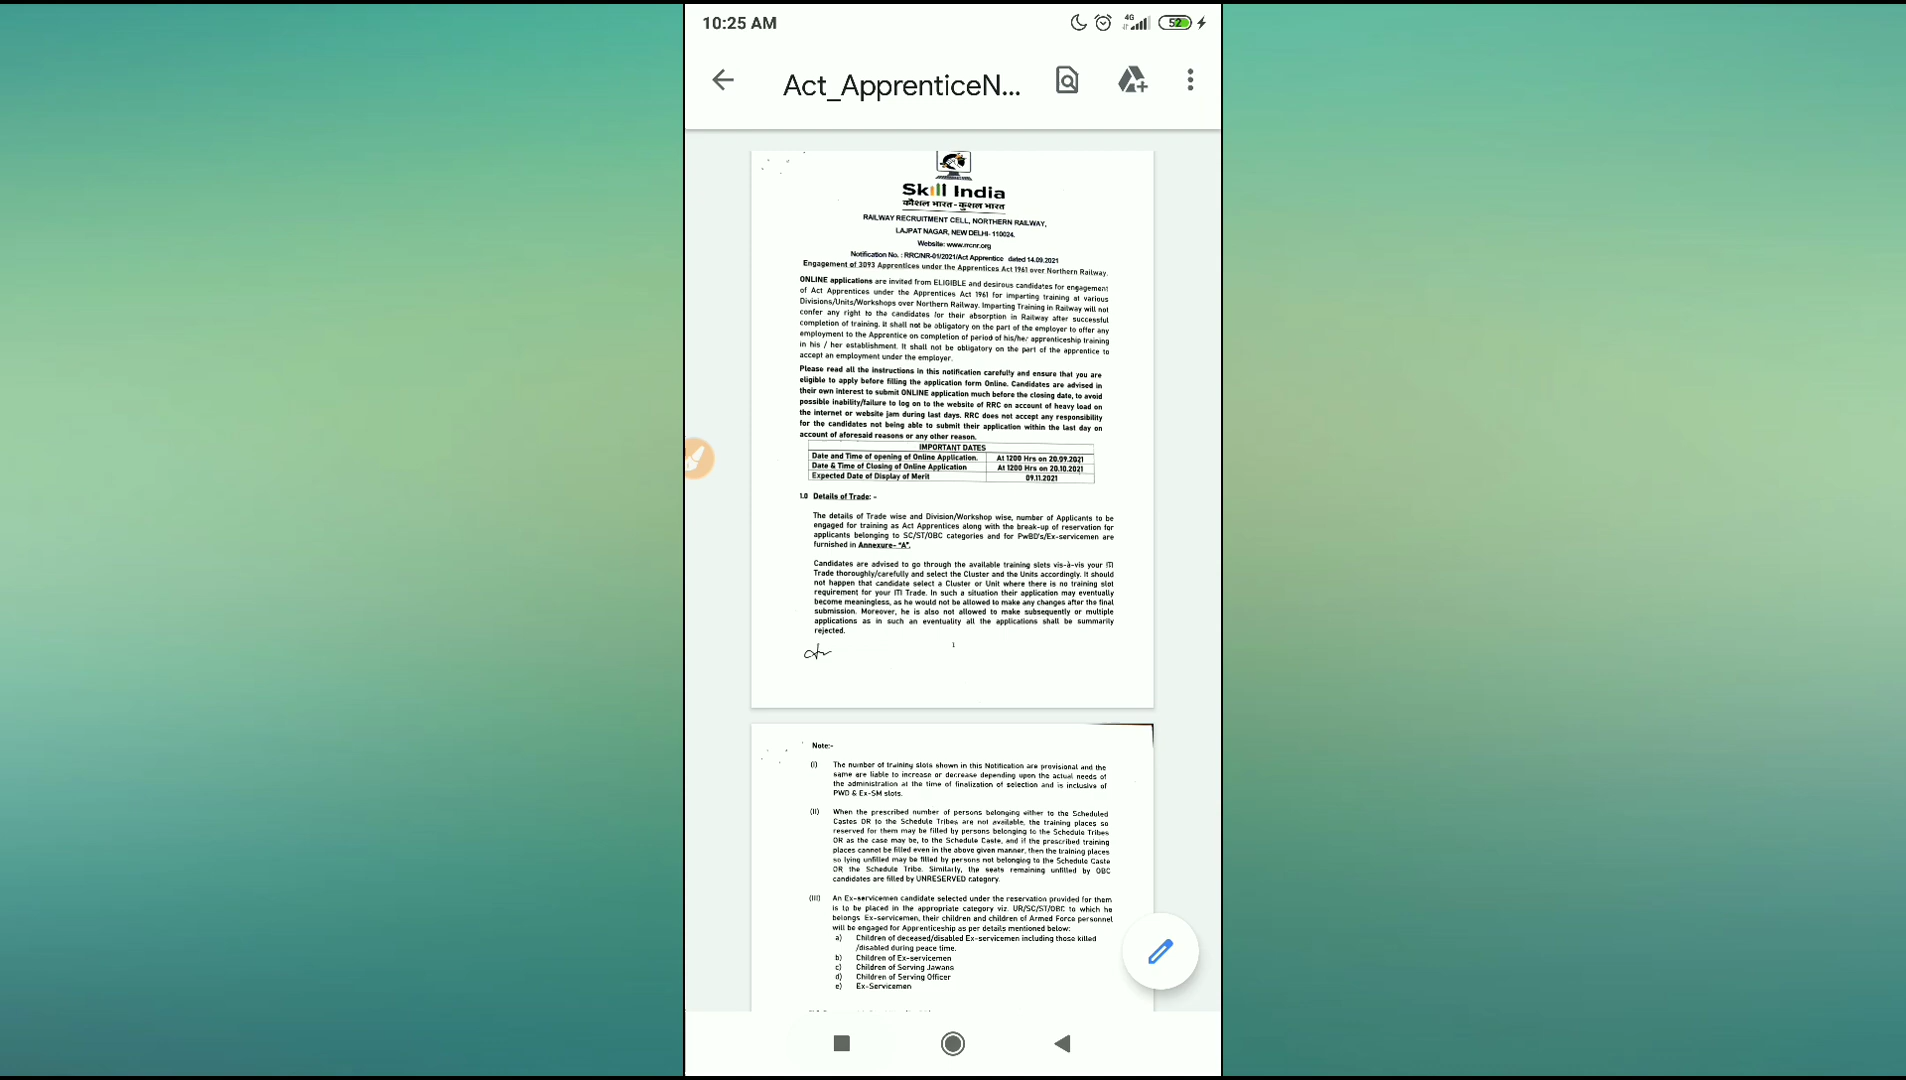 10:25 AM
4G
52
Act_ApprenticeN...
Skill India
कौशल भारत - कुशल भारत
RAILWAY RECRUITMENT CELL, NORTHERN RAILWAY,
LAJPAT NAGAR, NEW DELHI- 110024.
Website: www.rrcnr.org
Notification No. : RRC/NR-01/2021/Act Apprentice dated 14.09.2021
Engagement of 3093 Apprentices under the Apprentices Act 1961 over Northern Railway.
ONLINE applications are invited from ELIGIBLE and desirous candidates for engagement
of Act Apprentices under the Apprentices Act 1961 for imparting training at various
Divisions/Units/Workshops over Northern Railway. Imparting Training in Railway will not
confer any right to the candidates for their absorption in Railway after successful
completion of training. It shall not be obligatory on the part of the employer to offer any
employment to the Apprentice on completion of period of his/her apprenticeship training
in his / her establishment. It shall not be obligatory on the part of the apprentice to
accept an employment under the employer.
Please read all the instructions in this notification carefully and ensure that you are
eligible to apply before filling the application form Online. Candidates are advised in
their own interest to submit ONLINE application much before the closing date, to avoid
possible inability/failure to log on to the website of RRC on account of heavy load on
the internet or website jam during last days. RRC does not accept any responsibility
for the candidates not being able to submit their application within the last day on
account of aforesaid reasons or any other reason.
IMPORTANT DATES
Date and Time of opening of Online Application. At 1200 Hrs on 20.09.2021
Date & Time of Closing of Online Application At 1200 Hrs on 20.10.2021
Expected Date of Display of Merit 09.11.2021
1.0 Details of Trade: -
The details of Trade wise and Division/Workshop wise, number of Applicants to be
engaged for training as Act Apprentices along with the break-up of reservation for
applicants belonging to SC/ST/OBC categories and for PwBD's/Ex-servicemen are
furnished in Annexure- "A".
Candidates are advised to go through the available training slots vis-à-vis your ITI
Trade thoroughly/carefully and select the Cluster and the Units accordingly. It should
not happen that candidate select a Cluster or Unit where there is no training slot
requirement for your ITI Trade. In such a situation their application may eventually
become meaningless, as he would not be allowed to make any changes after the final
submission. Moreover, he is also not allowed to make subsequently or multiple
applications as in such an eventuality all the applications shall be summarily
rejected.
1
Note:-
(I) The number of training slots shown in this Notification are provisional and the
same are liable to increase or decrease depending upon the actual needs of
the administration at the time of finalization of selection and is inclusive of
PWD & Ex-SM slots.
(II) When the prescribed number of persons belonging either to the Scheduled
Castes OR to the Schedule Tribes are not available, the training places so
reserved for them may be filled by persons belonging to the Schedule Tribes
OR as the case may be, to the Schedule Caste, and if the prescribed training
places cannot be filled even in the above given manner, then the training places
so lying unfilled may be filled by persons not belonging to the Schedule Caste
OR the Schedule Tribe. Similarly, the seats remaining unfilled by OBC
candidates are filled by UNRESERVED category.
(III) An Ex-servicemen candidate selected under the reservation provided for them
is to be placed in the appropriate category viz. UR/SC/ST/OBC to which he
belongs Ex-servicemen, their children and children of Armed Force personnel
will be engaged for Apprenticeship as per details mentioned below:
a) Children of deceased/disabled Ex-servicemen including those killed
/disabled during peace time.
b) Children of Ex-servicemen
c) Children of Serving Jawans
d) Children of Serving Officer
e) Ex-Servicemen